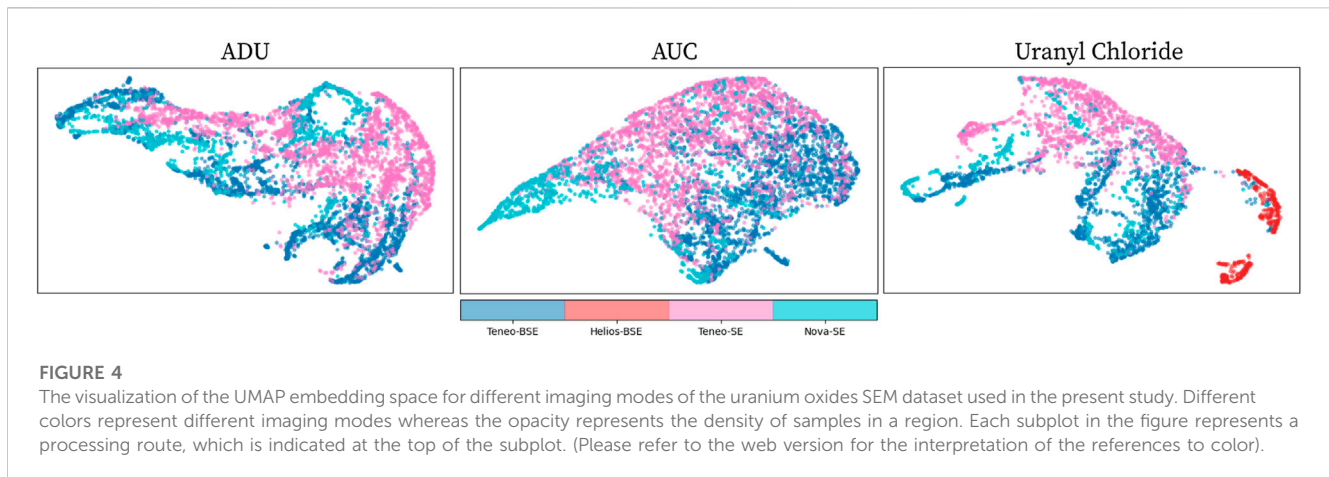 ADU AUC Uranyl Chloride
Teneo-BSE Helios-BSE Teneo-SE Nova-SE
FIGURE 4
The visualization of the UMAP embedding space for different imaging modes of the uranium oxides SEM dataset used in the present study. Different
colors represent different imaging modes whereas the opacity represents the density of samples in a region. Each subplot in the figure represents a
processing route, which is indicated at the top of the subplot. (Please refer to the web version for the interpretation of the references to color).